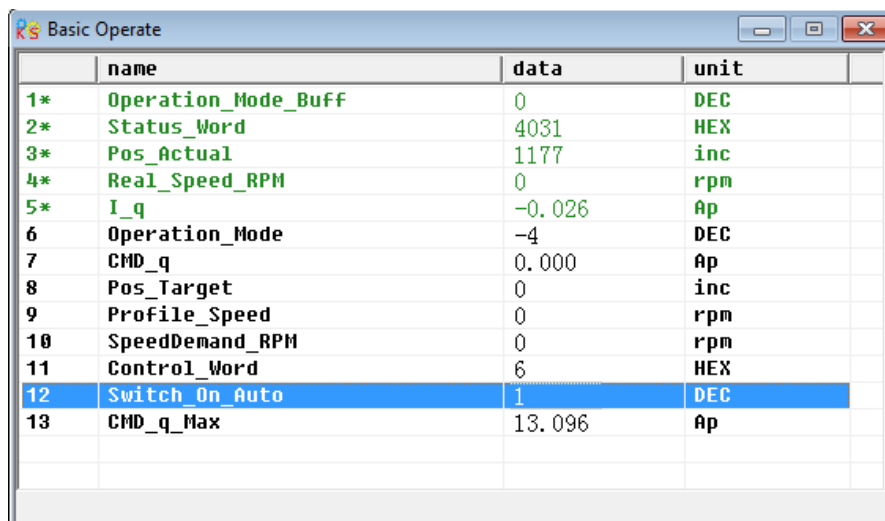 Basic Operate
name data unit
1* Operation_Mode_Buff 0 DEC
2* Status_Word 4031 HEX
3* Pos_Actual 1177 inc
4* Real_Speed_RPM 0 rpm
5* I_q -0.026 Ap
6 Operation_Mode -4 DEC
7 CMD_q 0.000 Ap
8 Pos_Target 0 inc
9 Profile_Speed 0 rpm
10 SpeedDemand_RPM 0 rpm
11 Control_Word 6 HEX
12 Switch_On_Auto 1 DEC
13 CMD_q_Max 13.096 Ap